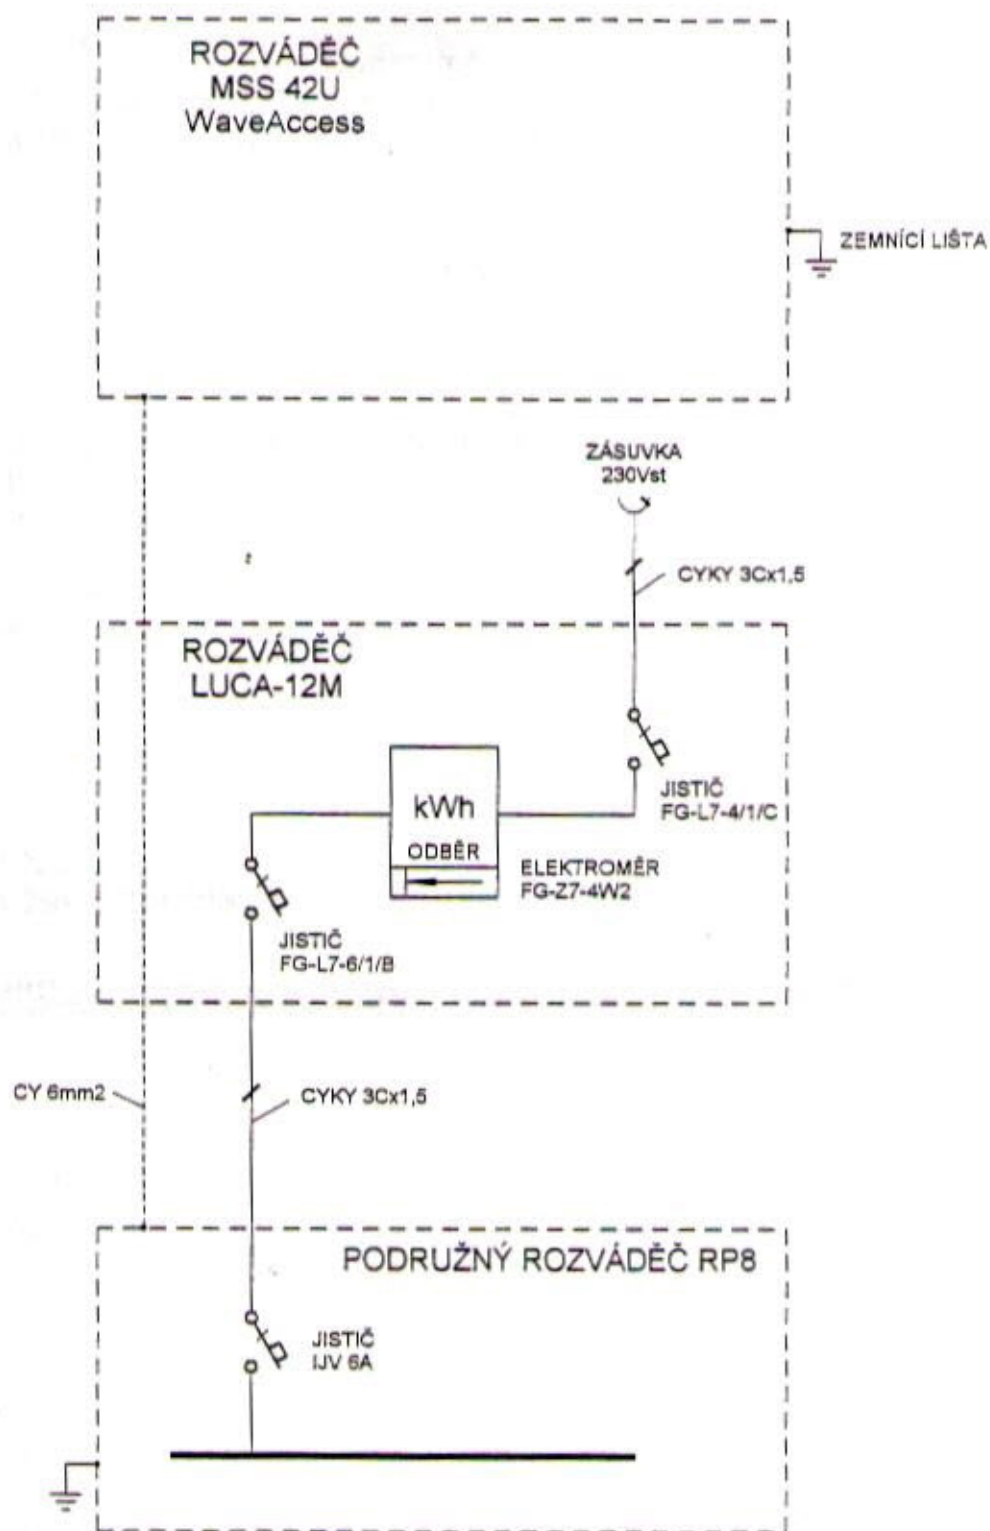 ROZVÁDĚČ
MSS 42U
WaveAccess
ZEMNÍCÍ LIŠTA
ZÁSUVKA
230Vst
CYKY 3Cx1,5
ROZVÁDĚČ
LUCA-12M
JISTIČ
FG-L7-4/1/C
kWh
ODBĚR
ELEKTROMĚR
FG-Z7-4W2
JISTIČ
FG-L7-6/1/B
CY 6mm2
CYKY 3Cx1,5
PODRUŽNÝ ROZVÁDĚČ RP8
JISTIČ
IJV 6A